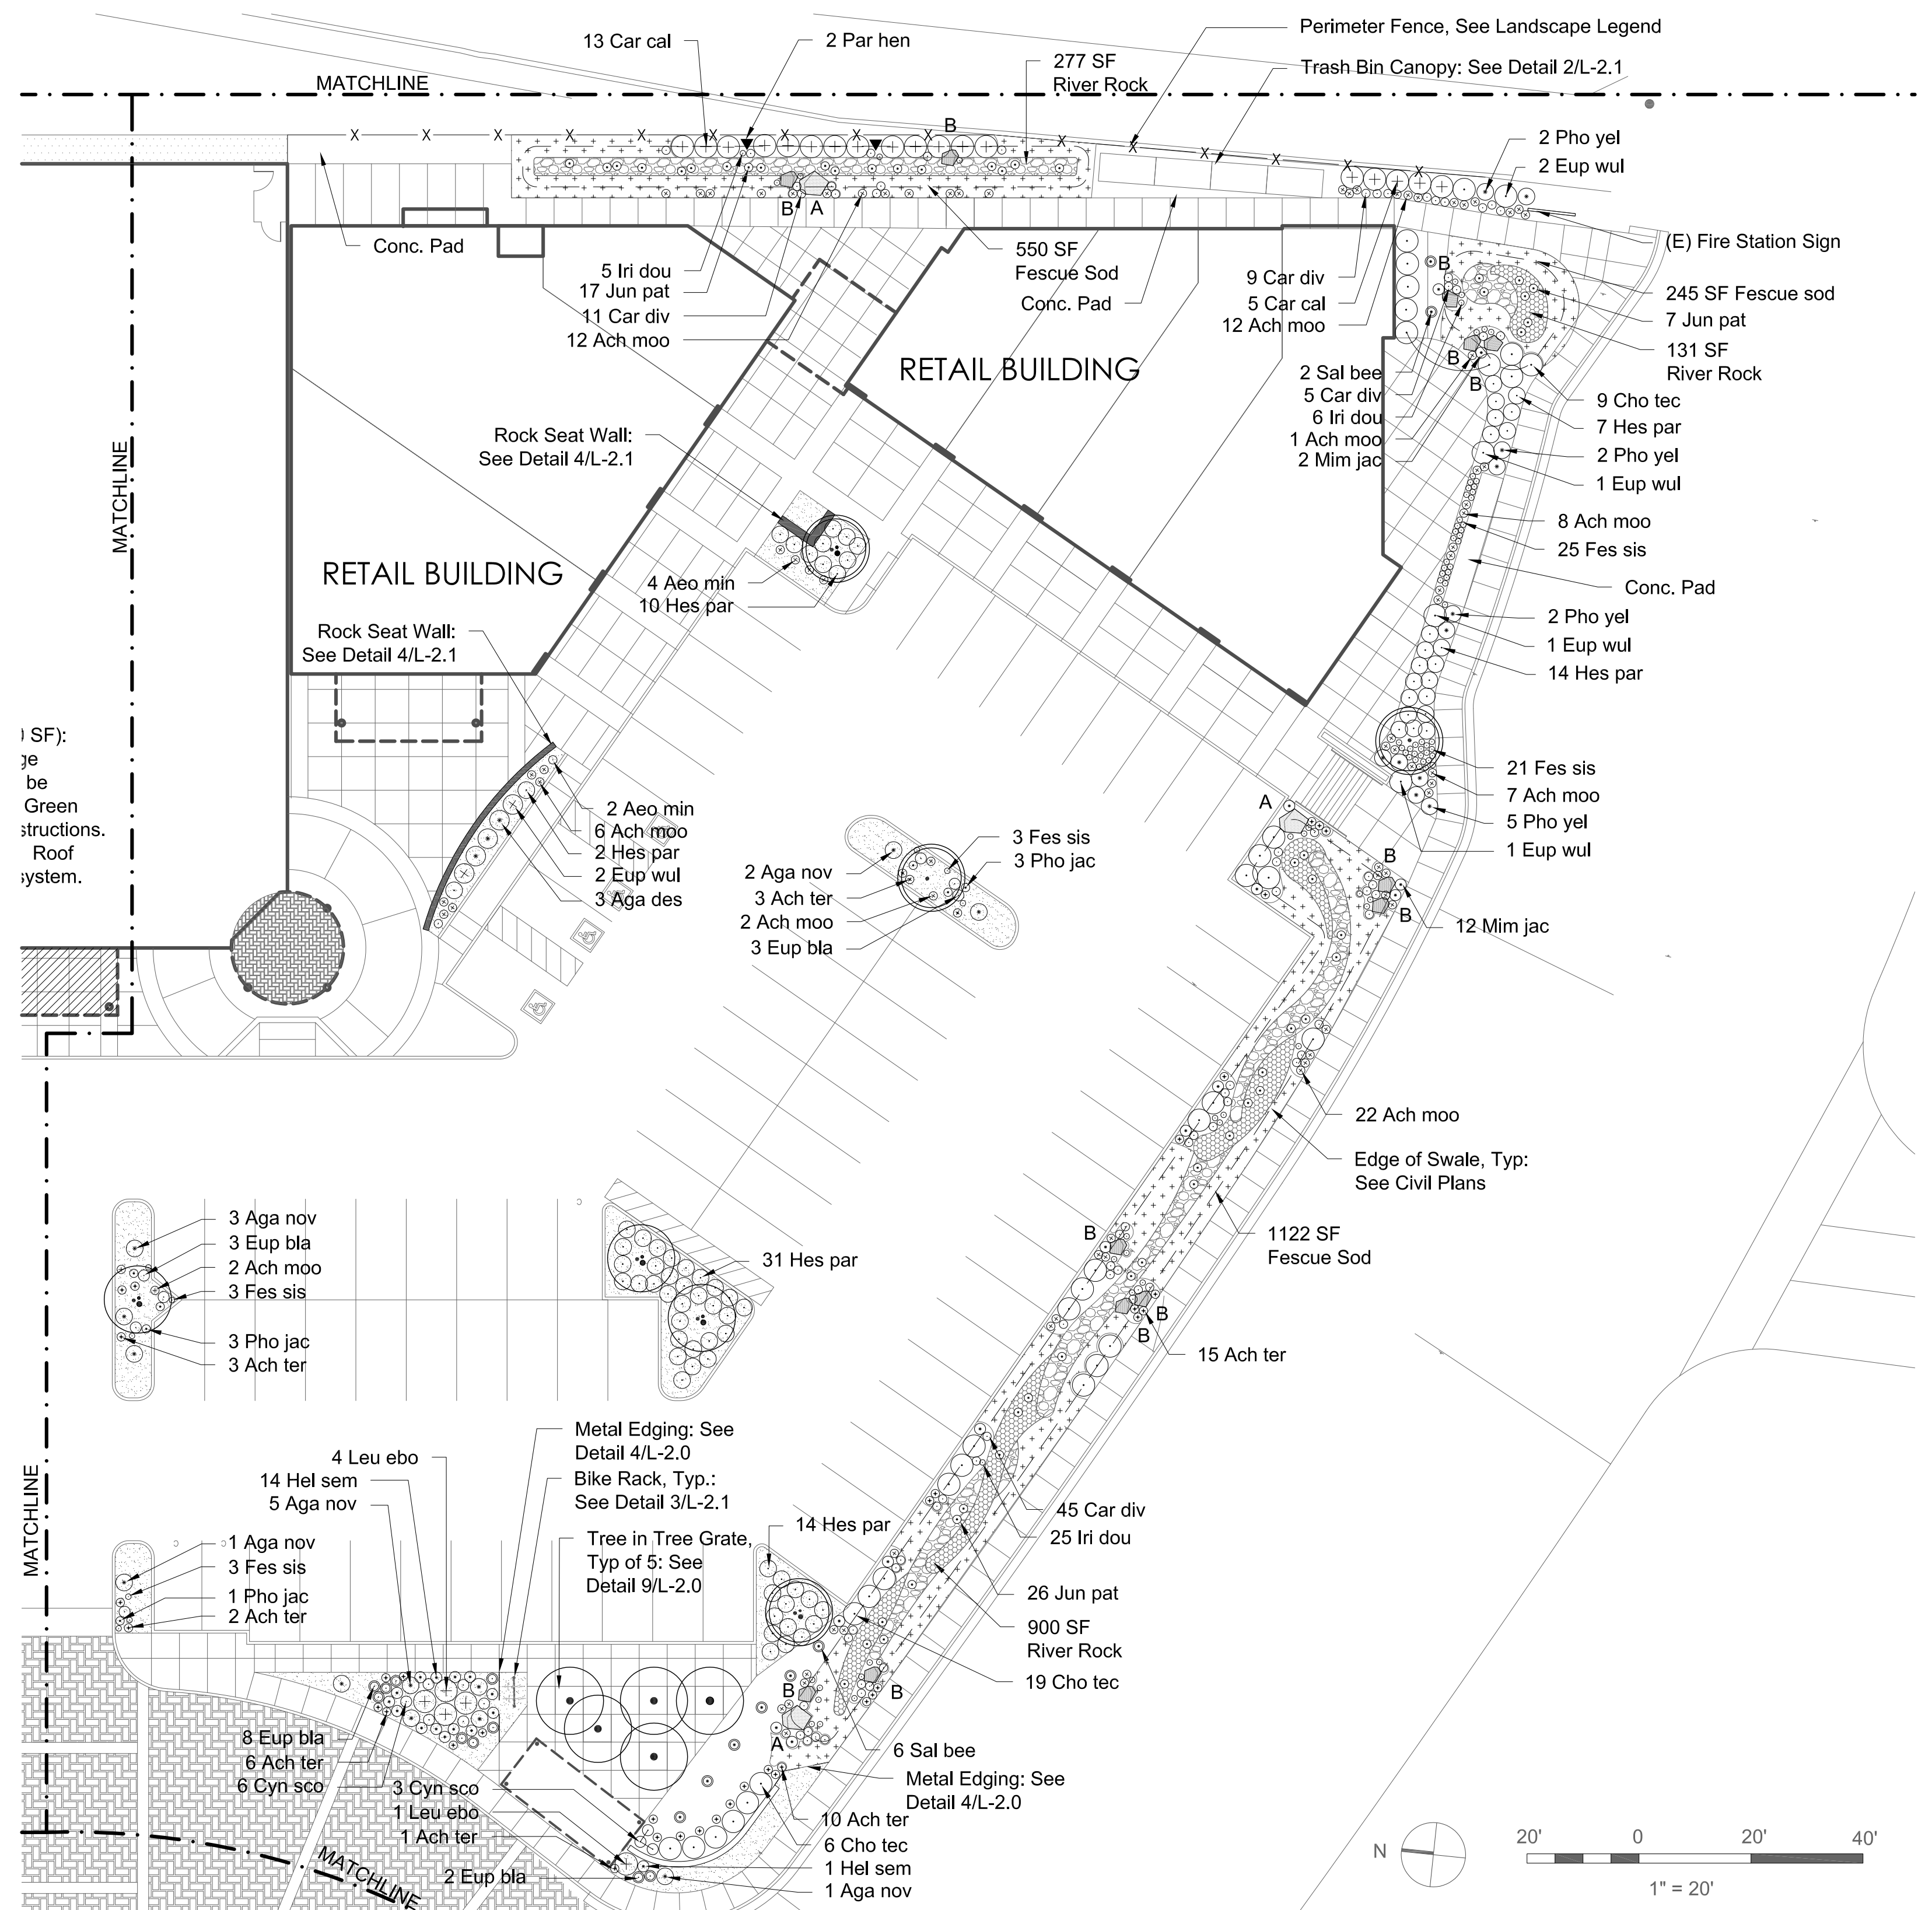 Perimeter Fence, See Landscape Legend
13 Car cal
2 Par hen
277 SF
River Rock
Trash Bin Canopy: See Detail 2/L-2.1
MATCHLINE
X X X X X X X X X X X X X X X
B
2 Pho yel
2 Eup wul
B A
Conc. Pad
550 SF
Fescue Sod
(E) Fire Station Sign
5 Iri dou
17 Jun pat
11 Car div
12 Ach moo
Conc. Pad
9 Car div
5 Car cal
12 Ach moo
B
245 SF Fescue sod
7 Jun pat
131 SF
River Rock
RETAIL BUILDING
B
B
2 Sal bee
5 Car div
6 Iri dou
1 Ach moo
2 Mim jac
9 Cho tec
7 Hes par
2 Pho yel
1 Eup wul
Rock Seat Wall:
See Detail 4/L-2.1
MATCHLINE
8 Ach moo
25 Fes sis
RETAIL BUILDING
4 Aeo min
10 Hes par
Conc. Pad
Rock Seat Wall:
See Detail 4/L-2.1
2 Pho yel
1 Eup wul
14 Hes par
SF):
be
Green
structions.
Roof
system.
21 Fes sis
7 Ach moo
5 Pho yel
1 Eup wul
2 Aeo min
6 Ach moo
2 Hes par
2 Eup wul
3 Aga des
A
3 Fes sis
3 Pho jac
2 Aga nov
3 Ach ter
2 Ach moo
3 Eup bla
B
B
12 Mim jac
22 Ach moo
Edge of Swale, Typ:
See Civil Plans
3 Aga nov
3 Eup bla
2 Ach moo
3 Fes sis
3 Pho jac
3 Ach ter
31 Hes par
B
1122 SF
Fescue Sod
B
B
15 Ach ter
Metal Edging: See
Detail 4/L-2.0
Bike Rack, Typ.:
See Detail 3/L-2.1
4 Leu ebo
14 Hel sem
5 Aga nov
MATCHLINE
45 Car div
25 Iri dou
14 Hes par
Tree in Tree Grate,
Typ of 5: See
Detail 9/L-2.0
1 Aga nov
3 Fes sis
1 Pho jac
2 Ach ter
26 Jun pat
900 SF
River Rock
19 Cho tec
B
B
A
8 Eup bla
6 Ach ter
6 Cyn sco
6 Sal bee
Metal Edging: See
Detail 4/L-2.0
3 Cyn sco
1 Leu ebo
1 Ach ter
2 Eup bla
10 Ach ter
6 Cho tec
1 Hel sem
1 Aga nov
MATCHLINE
N
20' 0 20' 40'
1" = 20'